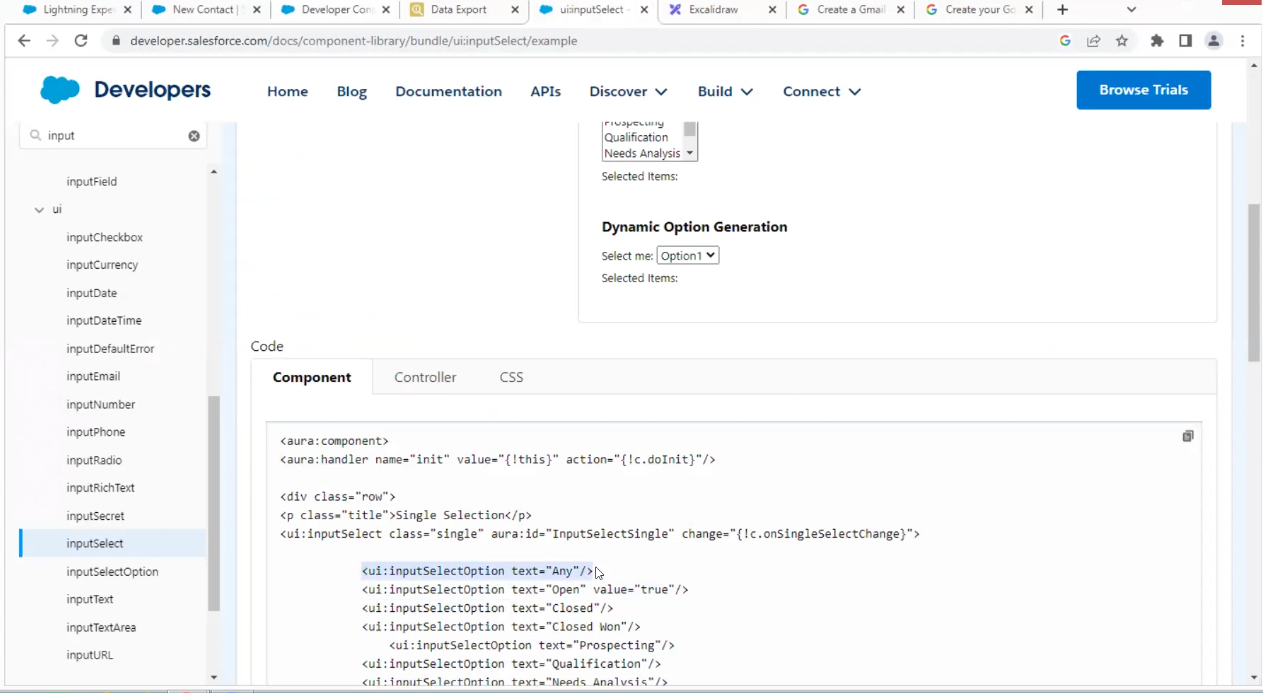 Lightning Expe
New Contact |
Developer Con
Data Export
ui:inputSelect -
Excalidraw
Create a Gmail
Create your Go
developer.salesforce.com/docs/component-library/bundle/ui:inputSelect/example
Developers
Home
Blog
Documentation
APIs
Discover
Build
Connect
Browse Trials
input
inputField
ui
inputCheckbox
inputCurrency
inputDate
inputDateTime
inputDefaultError
inputEmail
inputNumber
inputPhone
inputRadio
inputRichText
inputSecret
inputSelect
inputSelectOption
inputText
inputTextArea
inputURL
Prospecting
Qualification
Needs Analysis
Selected Items:
Dynamic Option Generation
Select me: Option1
Selected Items:
Code
Component
Controller
CSS
<aura:component>
<aura:handler name="init" value="{!this}" action="{!c.doInit}"/>
<div class="row">
<p class="title">Single Selection</p>
<ui:inputSelect class="single" aura:id="InputSelectSingle" change="{!c.onSingleSelectChange}">
<ui:inputSelectOption text="Any"/>
<ui:inputSelectOption text="Open" value="true"/>
<ui:inputSelectOption text="Closed"/>
<ui:inputSelectOption text="Closed Won"/>
<ui:inputSelectOption text="Prospecting"/>
<ui:inputSelectOption text="Qualification"/>
<ui:inputSelectOption text="Needs Analysis"/>